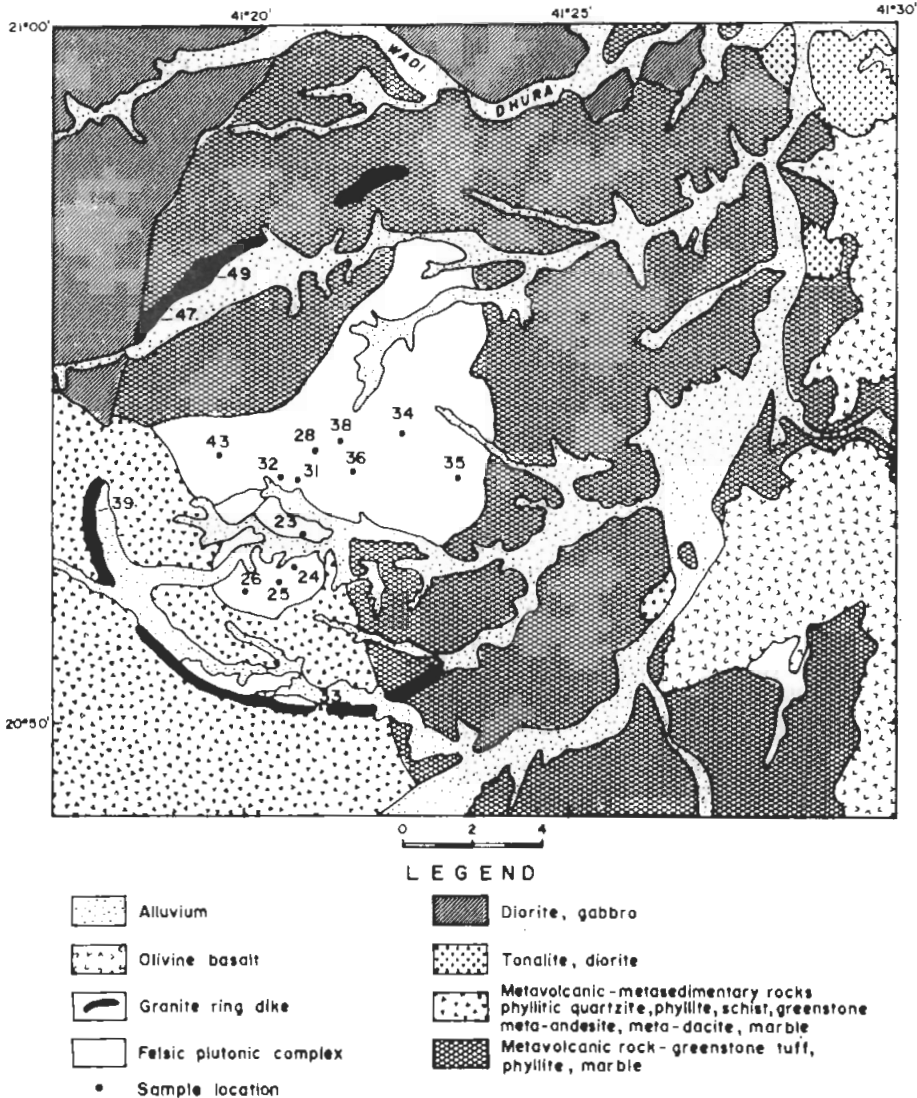 41°20'
41°25'
41°30'
21°00'
WADI
DHURA
49
47
34
38
28
43
36
35
32
31
39
23
24
26
25
13
20°50'
0 2 4
LEGEND
Alluvium
Olivine basalt
Granite ring dike
Felsic plutonic complex
Sample location
Diorite, gabbro
Tonalite, diorite
Metavolcanic-metasedimentary rocks
phyllitic quartzite, phyllite, schist, greenstone
meta-andesite, meta-dacite, marble
Metavolcanic rock-greenstone tuff,
phyllite, marble